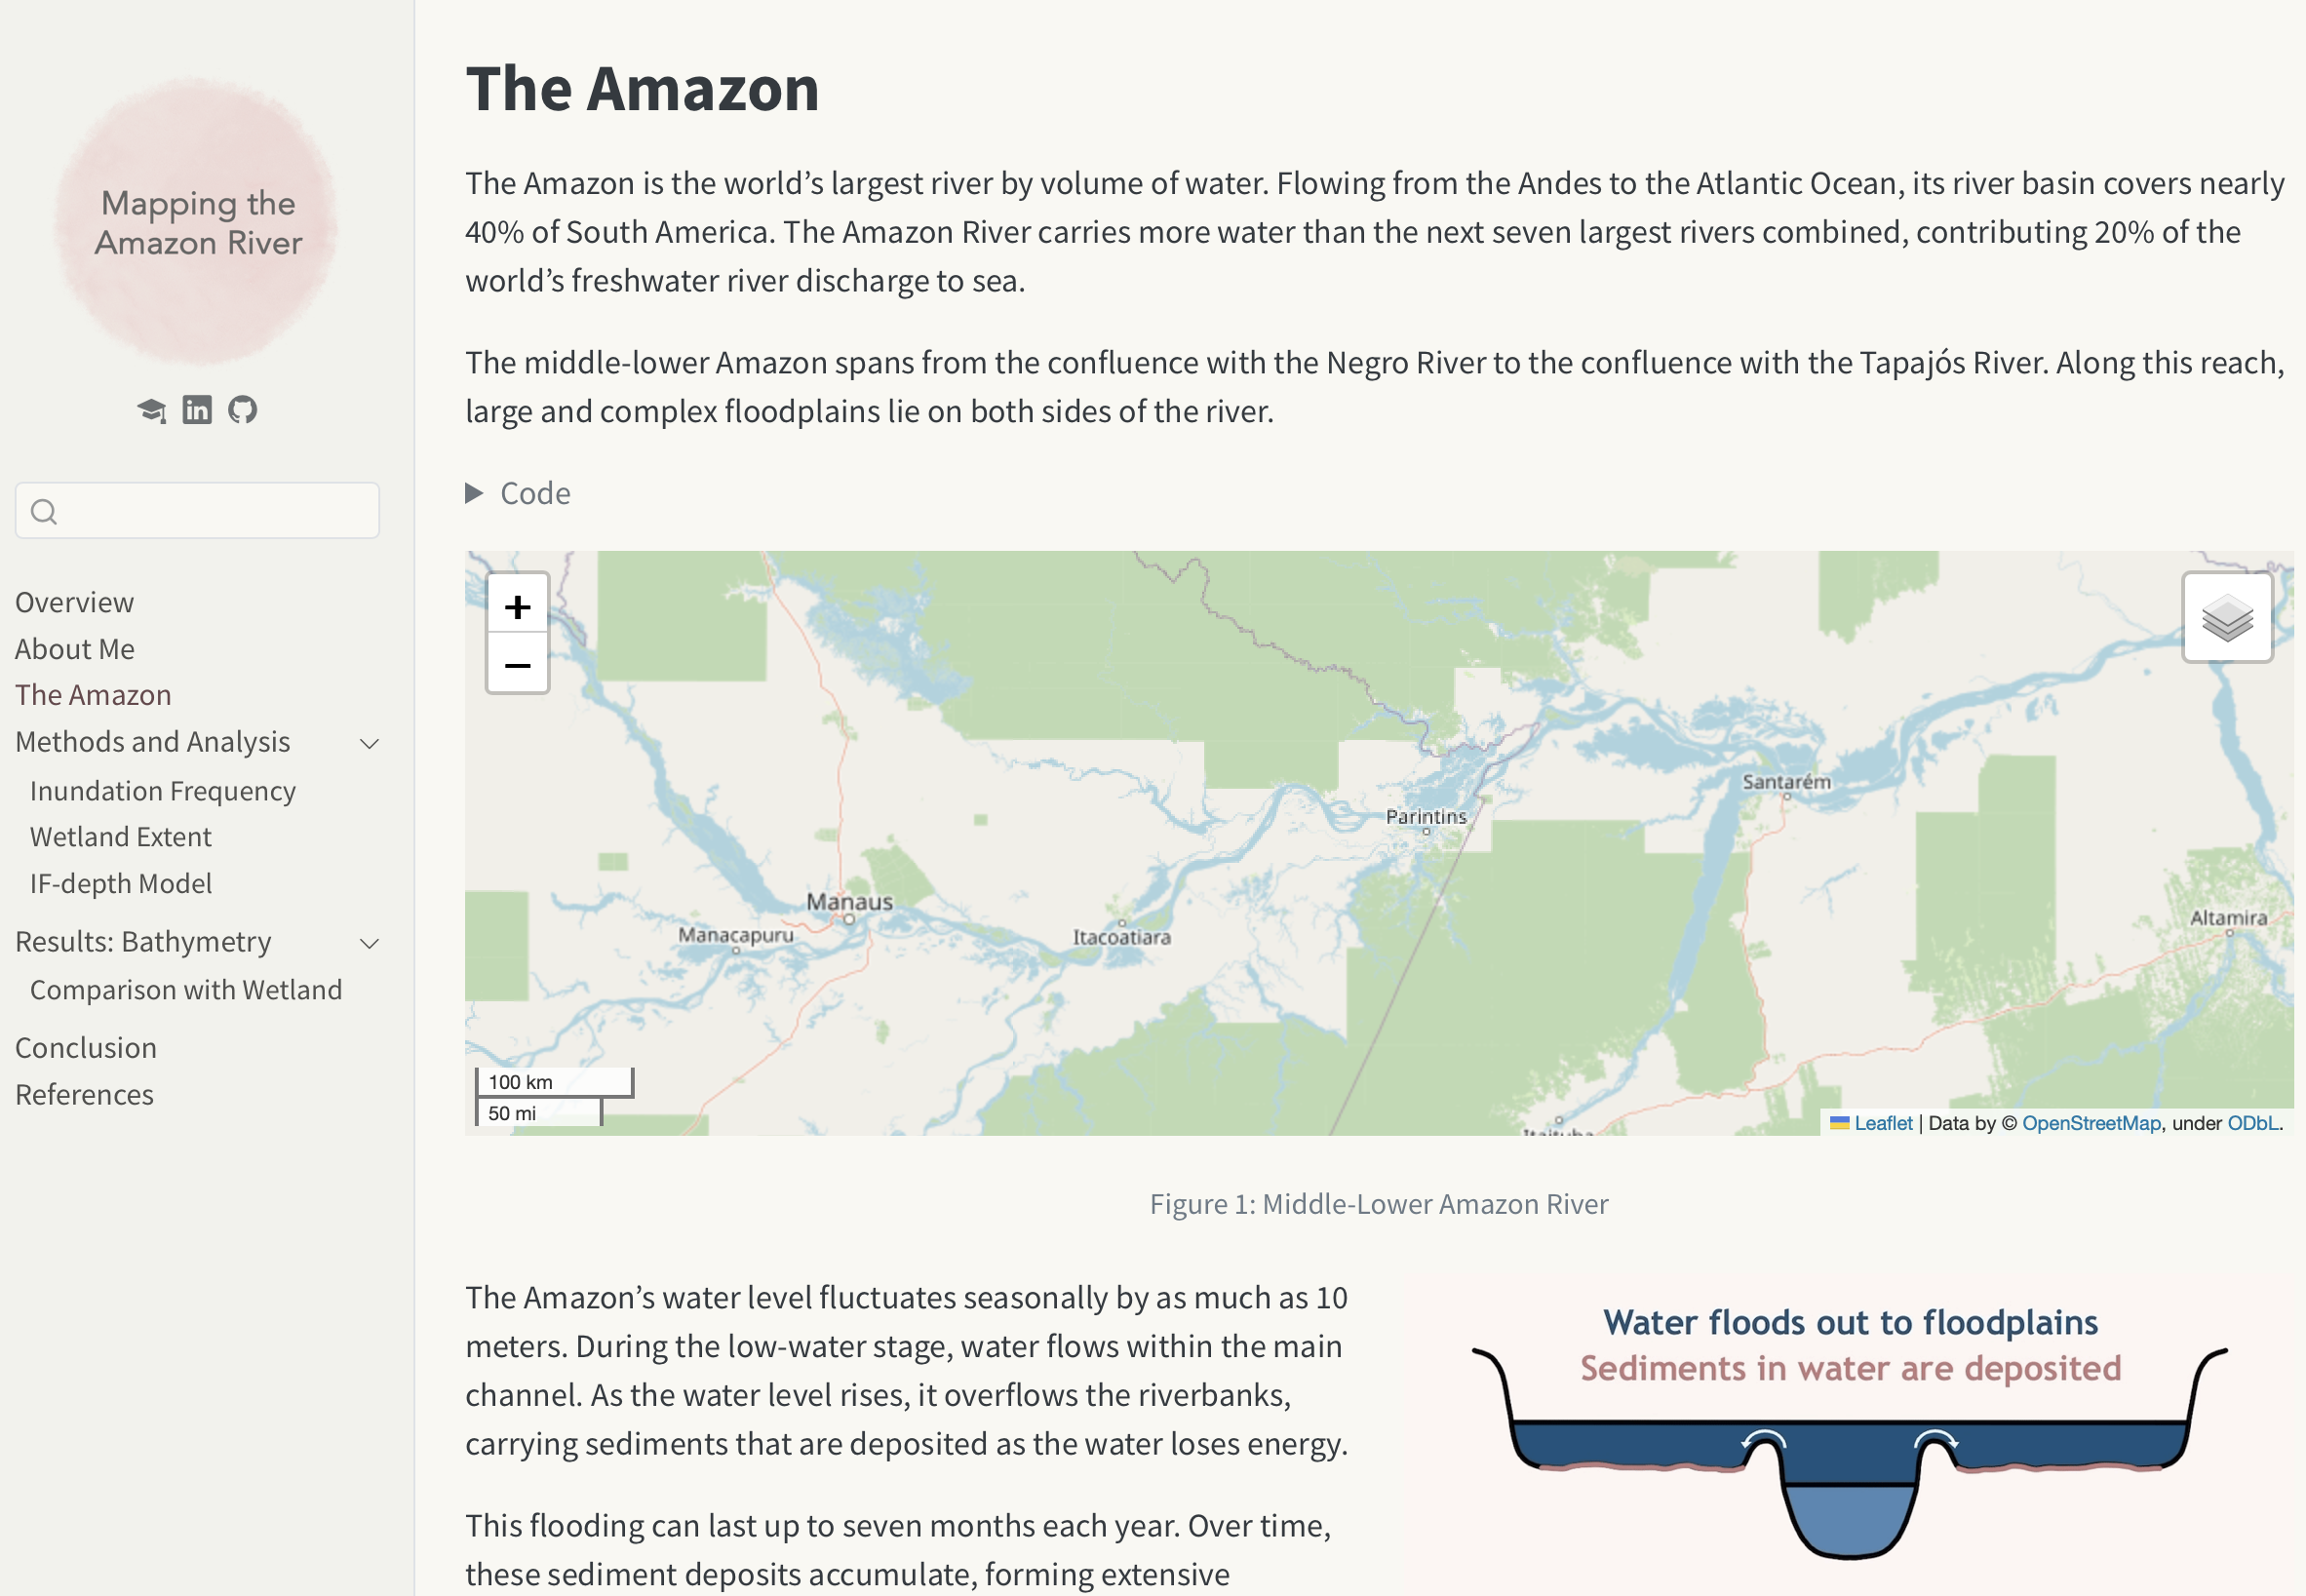 Mapping the
Amazon River
Overview
About Me
The Amazon
Methods and Analysis
Inundation Frequency
Wetland Extent
IF-depth Model
Results: Bathymetry
Comparison with Wetland
Conclusion
References
The Amazon
The Amazon is the world’s largest river by volume of water. Flowing from the Andes to the Atlantic Ocean, its river basin covers nearly
40% of South America. The Amazon River carries more water than the next seven largest rivers combined, contributing 20% of the
world’s freshwater river discharge to sea.
The middle-lower Amazon spans from the confluence with the Negro River to the confluence with the Tapajós River. Along this reach,
large and complex floodplains lie on both sides of the river.
Code
+
−
Santarém
Parintins
Manaus
Manacapuru
Itacoatiara
Altamira
100 km
50 mi
Leaflet | Data by © OpenStreetMap, under ODbL.
Figure 1: Middle-Lower Amazon River
The Amazon’s water level fluctuates seasonally by as much as 10
meters. During the low-water stage, water flows within the main
channel. As the water level rises, it overflows the riverbanks,
carrying sediments that are deposited as the water loses energy.
This flooding can last up to seven months each year. Over time,
these sediment deposits accumulate, forming extensive
Water floods out to floodplains
Sediments in water are deposited